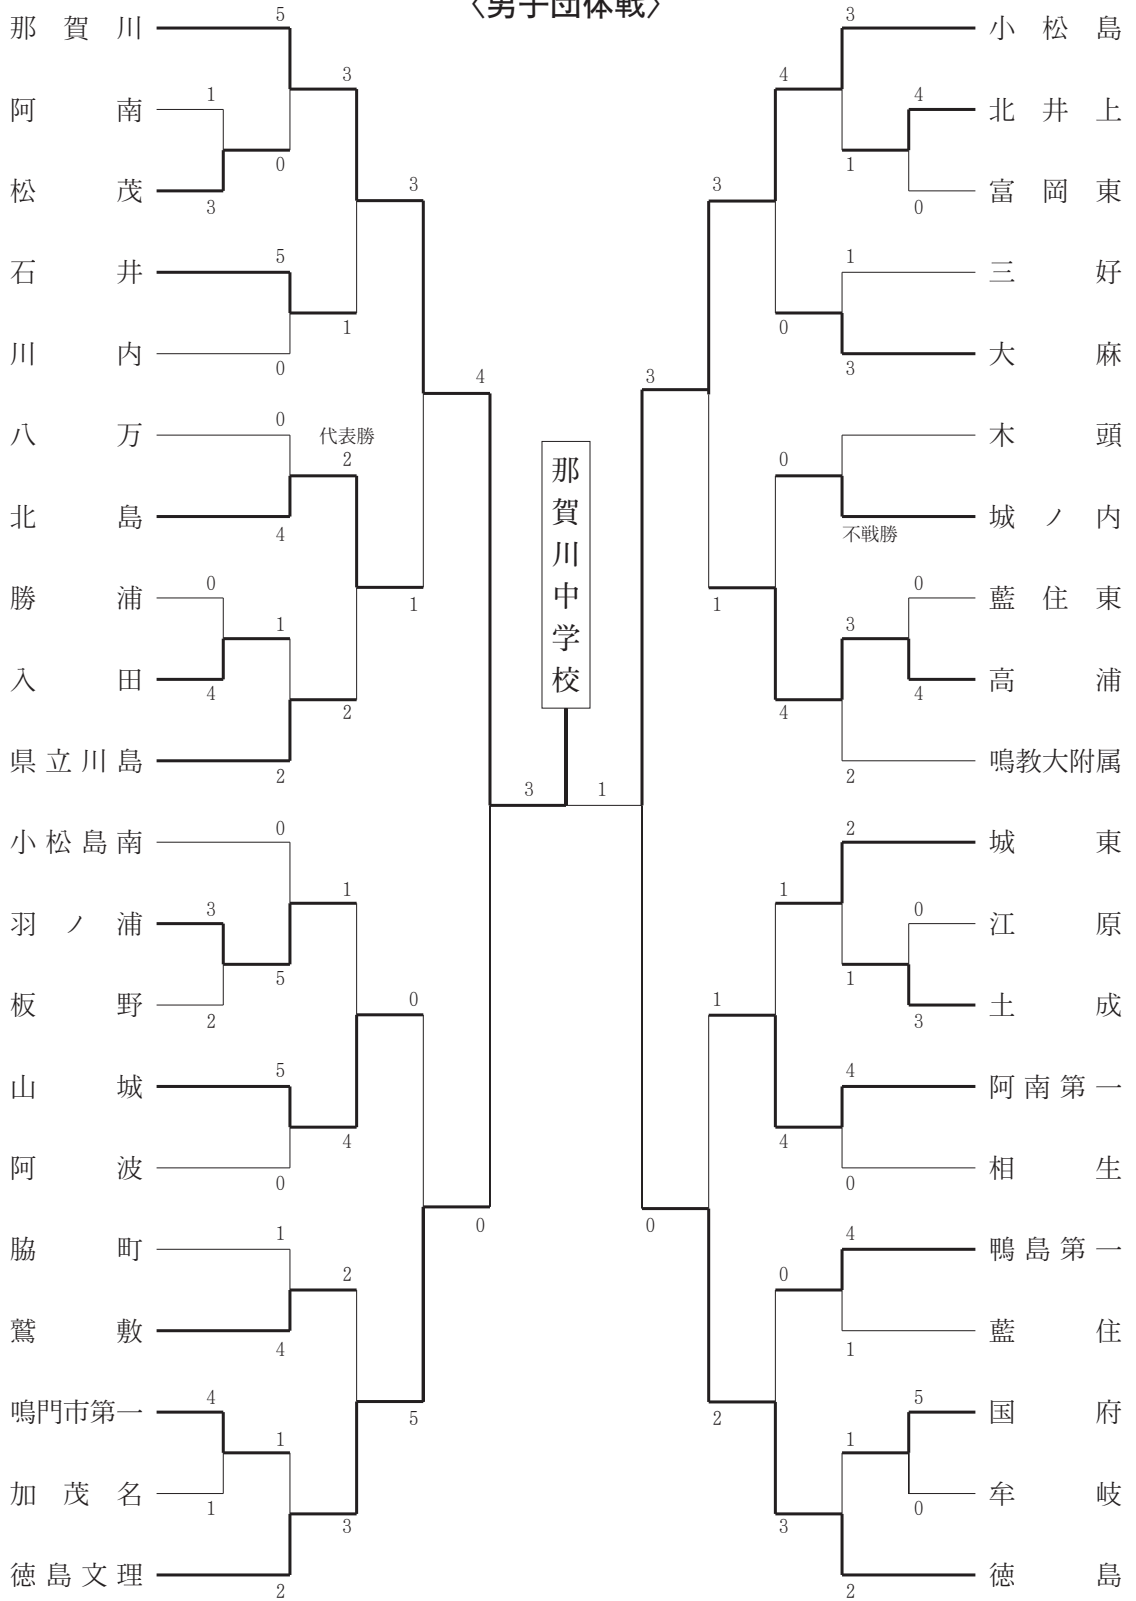 〈男子団体戦〉
那賀川
5
阿南
1
3
0
松茂
3
3
石井
5
1
川内
0
4
八万
0
代表勝
2
北島
4
1
勝浦
0
1
入田
4
2
県立川島
2
3
小松島南
0
1
羽ノ浦
3
5
0
板野
2
山城
5
4
阿波
0
0
脇町
1
2
鷲敷
4
5
鳴門市第一
4
1
加茂名
1
3
徳島文理
2
那賀川中学校
小松島
3
4
北井上
4
1
富岡東
0
3
三好
1
0
大麻
3
3
木頭
0
城ノ内
不戦勝
1
藍住東
0
3
高浦
4
4
鳴教大附属
2
1
城東
2
1
江原
0
1
1
土成
3
阿南第一
4
4
相生
0
0
鴨島第一
4
0
藍住
1
2
国府
5
1
牟岐
0
3
徳島
2